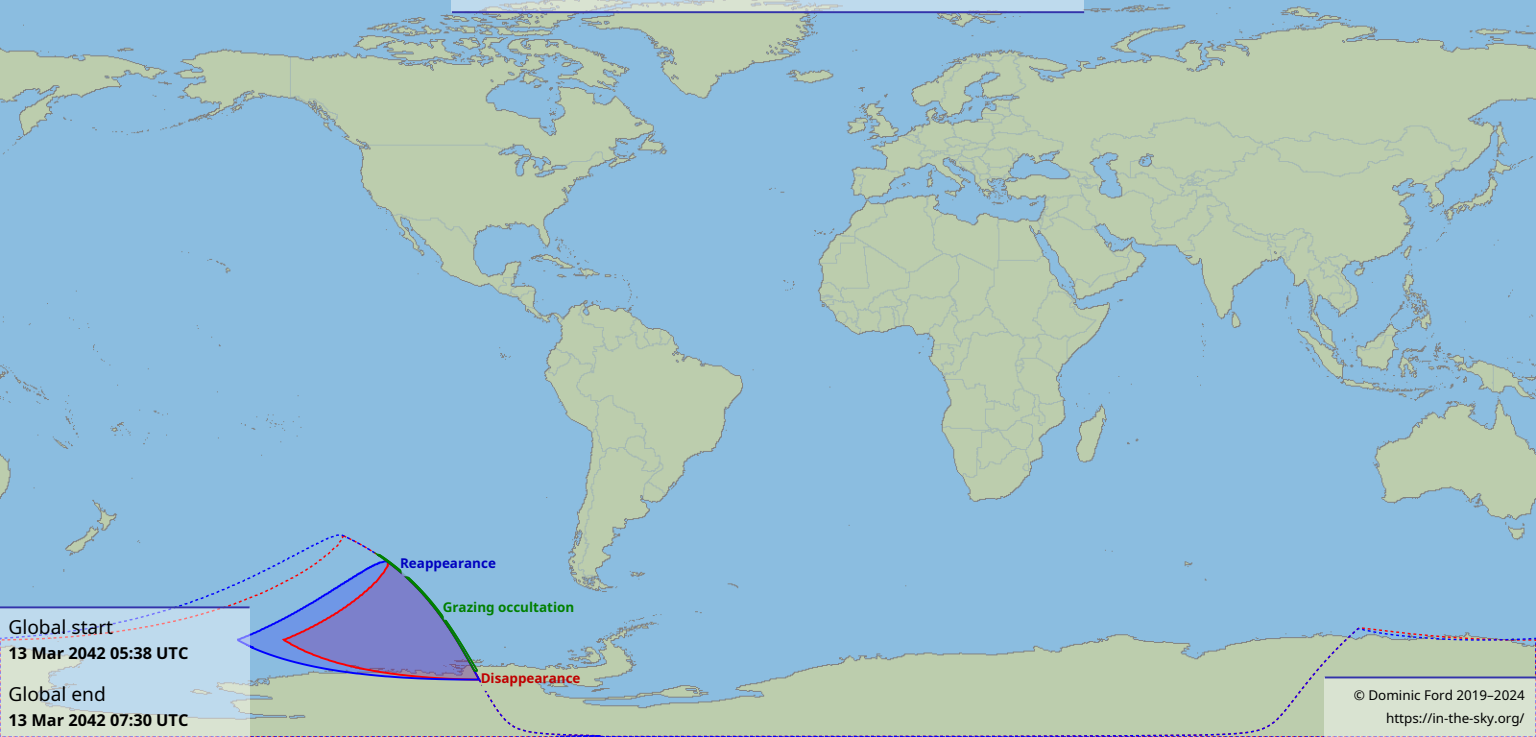 Reappearance
Grazing occultation
Disappearance
Global start
13 Mar 2042 05:38 UTC
Global end
13 Mar 2042 07:30 UTC
© Dominic Ford 2019–2024
https://in-the-sky.org/